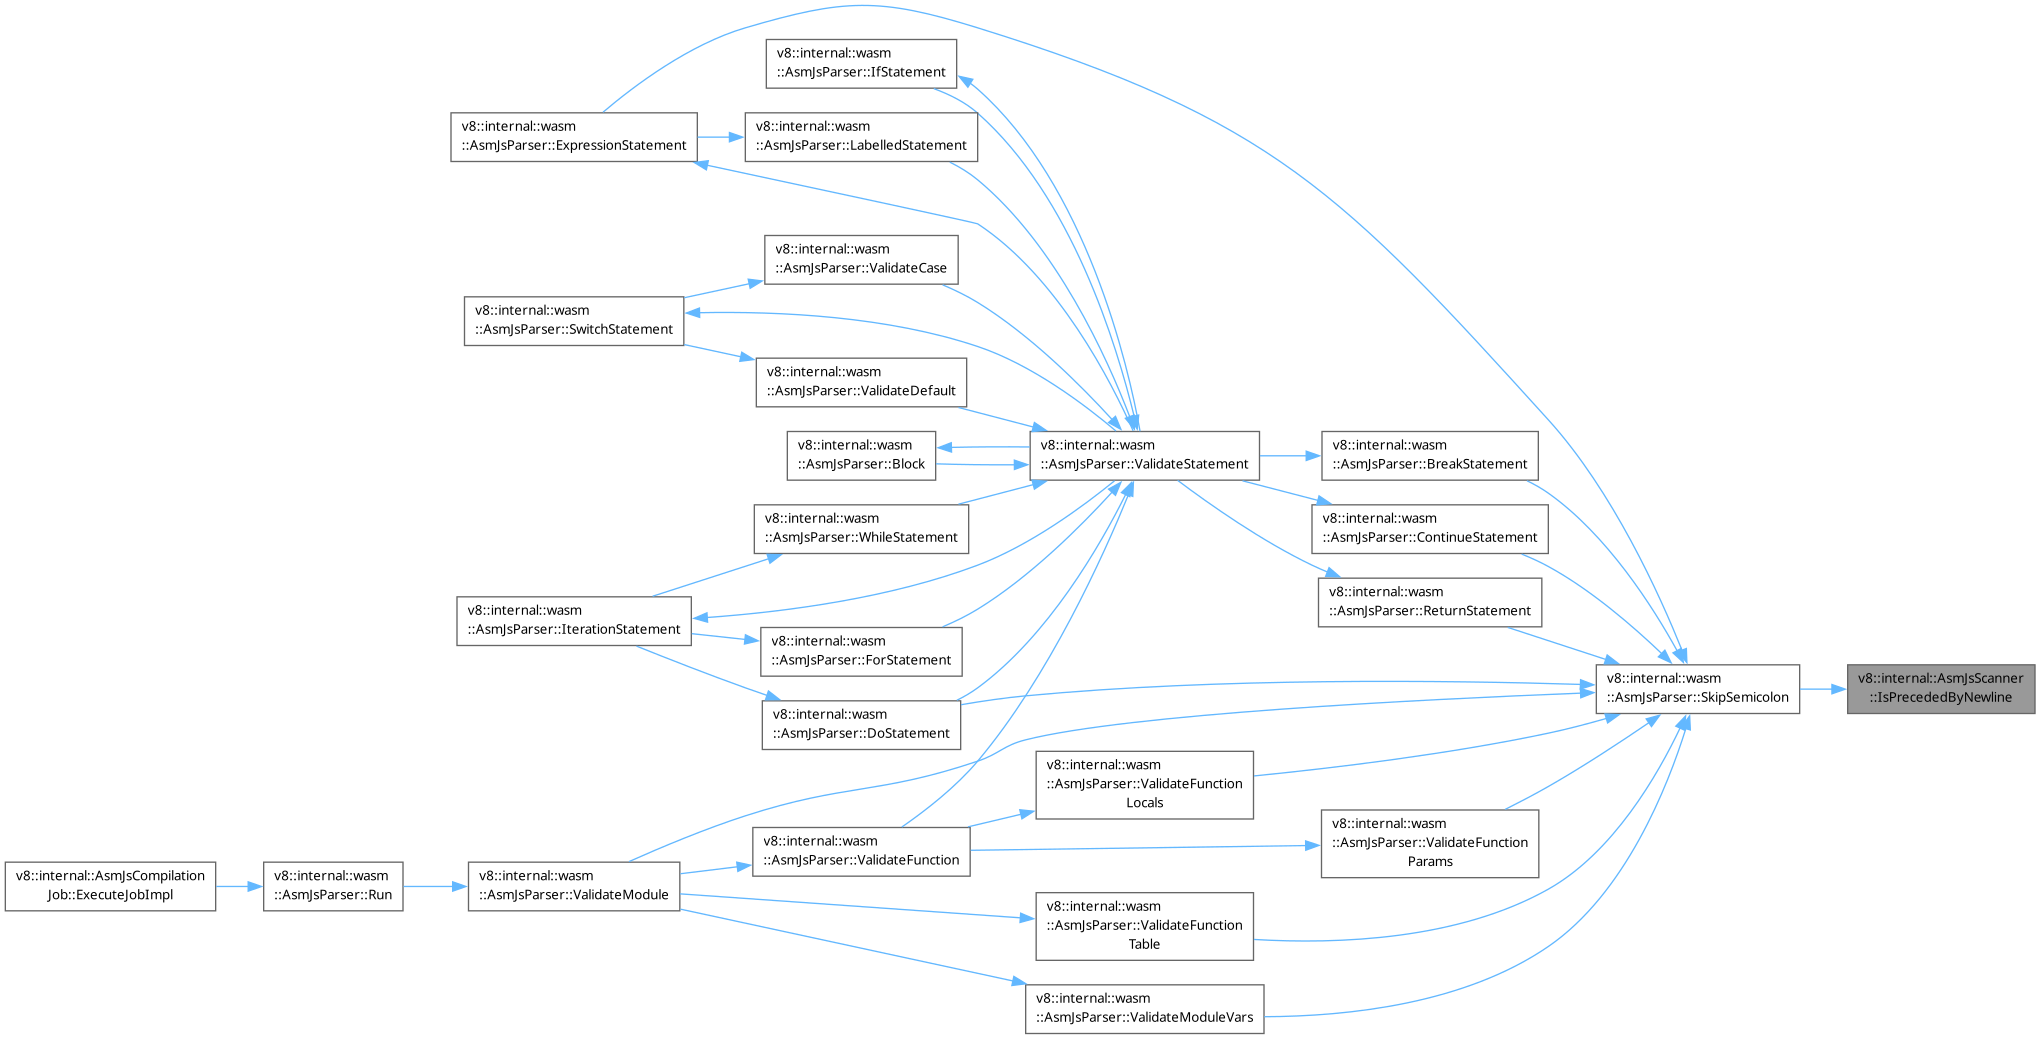 v8::internal::wasm
::AsmJsParser::IfStatement
v8::internal::wasm
::AsmJsParser::ExpressionStatement
v8::internal::wasm
::AsmJsParser::LabelledStatement
v8::internal::wasm
::AsmJsParser::ValidateCase
v8::internal::wasm
::AsmJsParser::SwitchStatement
v8::internal::wasm
::AsmJsParser::ValidateDefault
v8::internal::wasm
::AsmJsParser::Block
v8::internal::wasm
::AsmJsParser::ValidateStatement
v8::internal::wasm
::AsmJsParser::BreakStatement
v8::internal::wasm
::AsmJsParser::WhileStatement
v8::internal::wasm
::AsmJsParser::ContinueStatement
v8::internal::wasm
::AsmJsParser::ReturnStatement
v8::internal::wasm
::AsmJsParser::IterationStatement
v8::internal::wasm
::AsmJsParser::ForStatement
v8::internal::wasm
::AsmJsParser::SkipSemicolon
v8::internal::AsmJsScanner
::IsPrecededByNewline
v8::internal::wasm
::AsmJsParser::DoStatement
v8::internal::wasm
::AsmJsParser::ValidateFunction
Locals
v8::internal::wasm
::AsmJsParser::ValidateFunction
Params
v8::internal::wasm
::AsmJsParser::ValidateFunction
v8::internal::AsmJsCompilation
Job::ExecuteJobImpl
v8::internal::wasm
::AsmJsParser::Run
v8::internal::wasm
::AsmJsParser::ValidateModule
v8::internal::wasm
::AsmJsParser::ValidateFunction
Table
v8::internal::wasm
::AsmJsParser::ValidateModuleVars